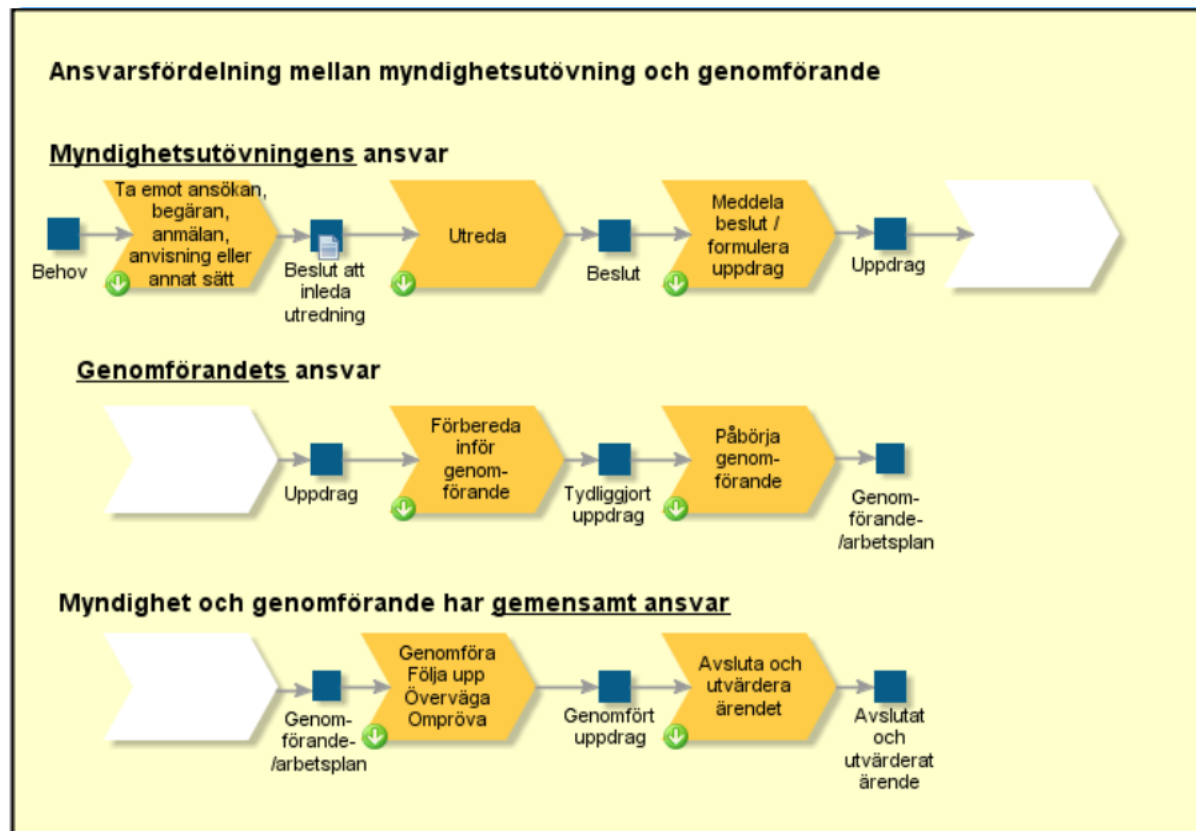 Ansvarsfördelning mellan myndighetsutövning och genomförande
Myndighetsutövningens ansvar
Behov
Ta emot ansökan,
begäran,
anmälan,
anvisning eller
annat sätt
Beslut att
inleda
utredning
Utreda
Beslut
Meddela
beslut /
formulera
uppdrag
Uppdrag
Genomförandets ansvar
Uppdrag
Förbereda
inför
genom-
förande
Tydliggjort
uppdrag
Påbörja
genom-
förande
Genom-
förande-
/arbetsplan
Myndighet och genomförande har gemensamt ansvar
Genom-
förande-
/arbetsplan
Genomföra
Följa upp
Överväga
Ompröva
Genomfört
uppdrag
Avsluta och
utvärdera
ärendet
Avslutat
och
utvärderat
ärende